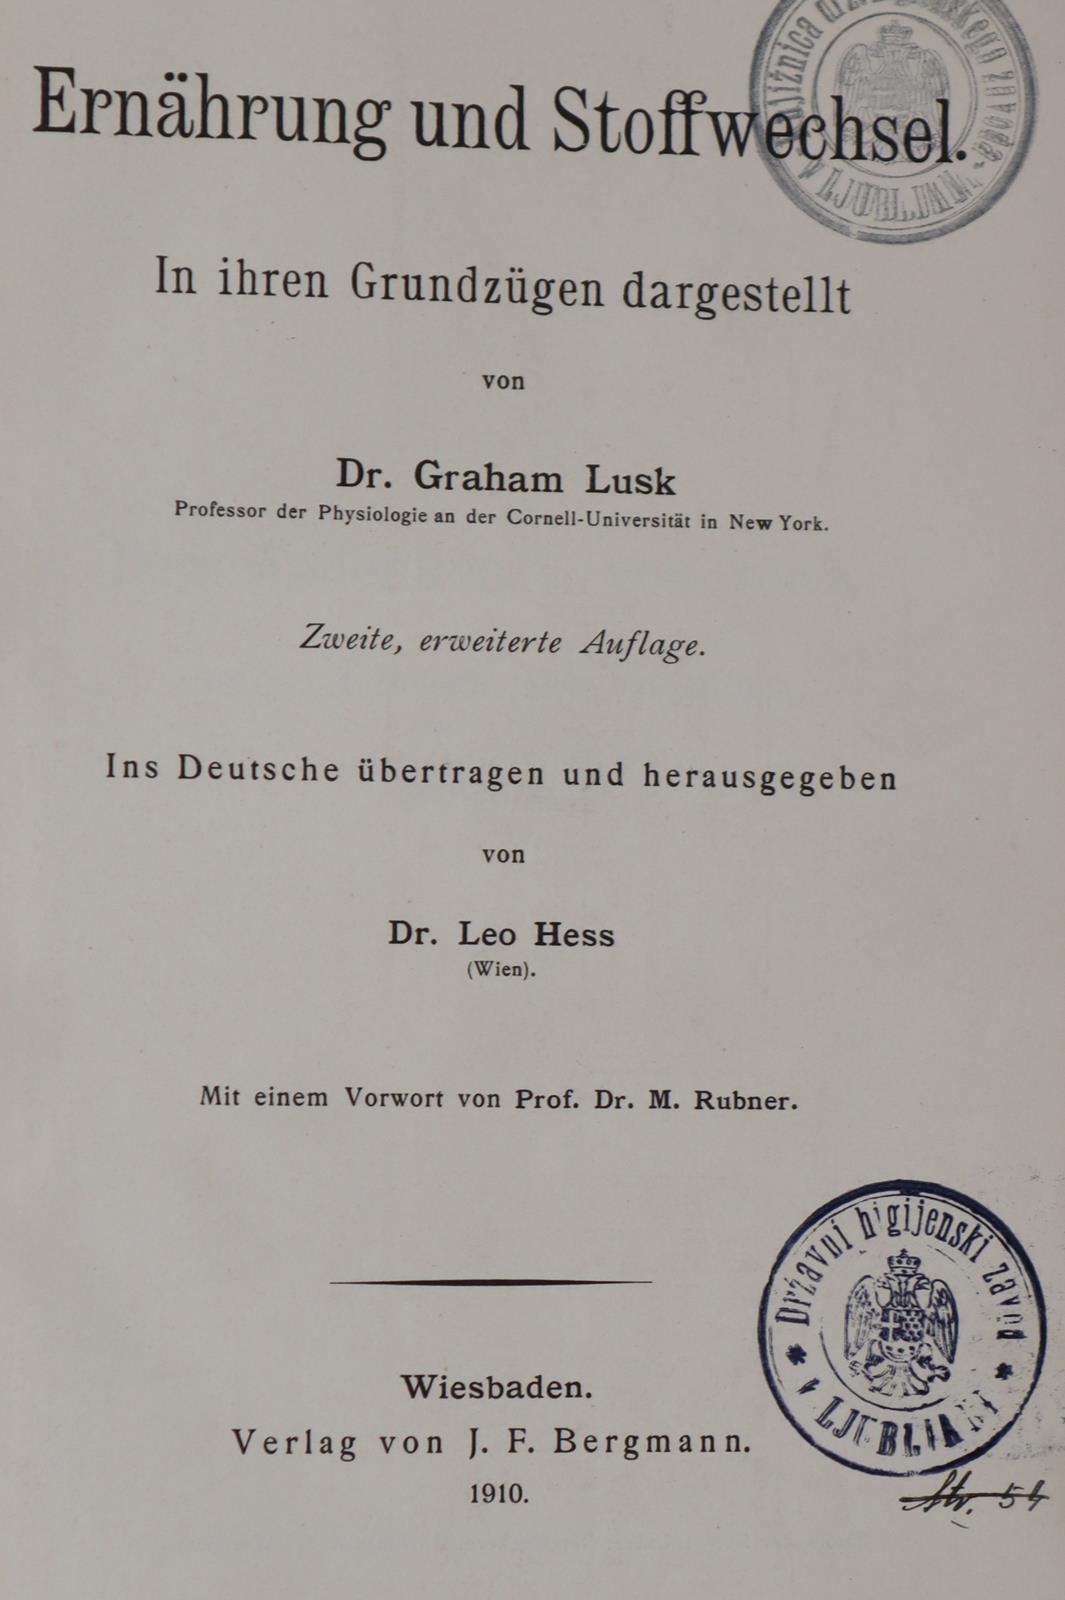 Ernährung und Stoffwechsel.
In ihren Grundzügen dargestellt
von
Dr. Graham Lusk
Professor der Physiologie an der Cornell-Universität in New York.
Zweite, erweiterte Auflage.
Ins Deutsche übertragen und herausgegeben
von
Dr. Leo Hess
(Wien).
Mit einem Vorwort von Prof. Dr. M. Rubner.
Državni higijenski zavod
V LJUBLJANI
Wiesbaden.
Verlag von J. F. Bergmann.
1910.
54